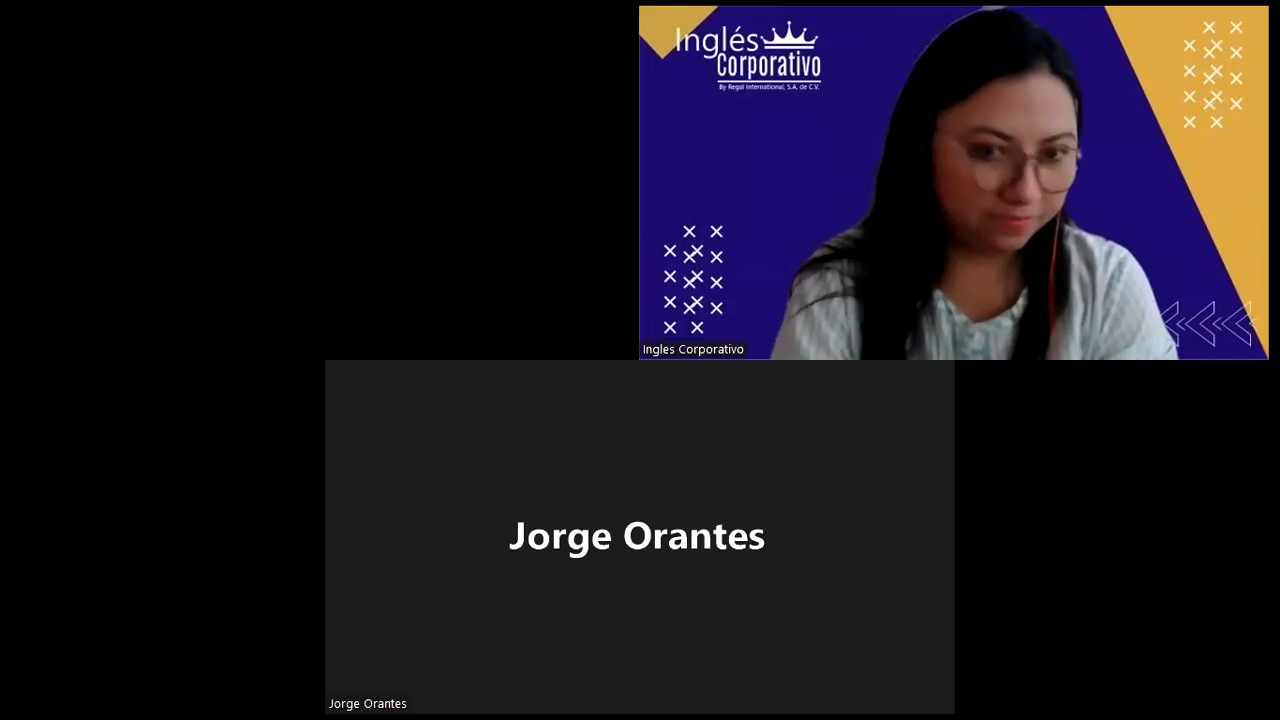 Inglés
Corporativo
By Regal International, S.A. de C.V.
Ingles Corporativo
Jorge Orantes
Jorge Orantes